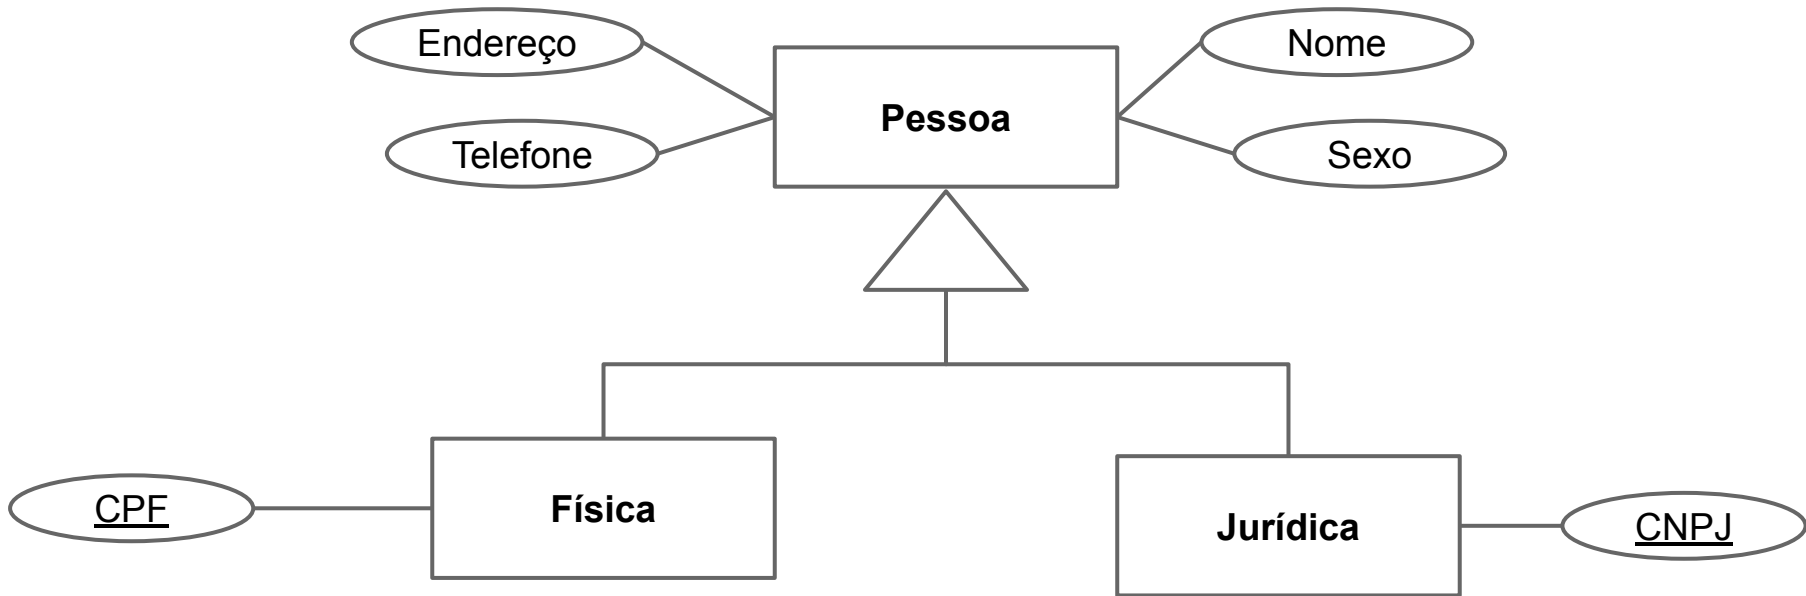 Endereço
Nome
Pessoa
Telefone
Sexo
CPF
Física
Jurídica
CNPJ